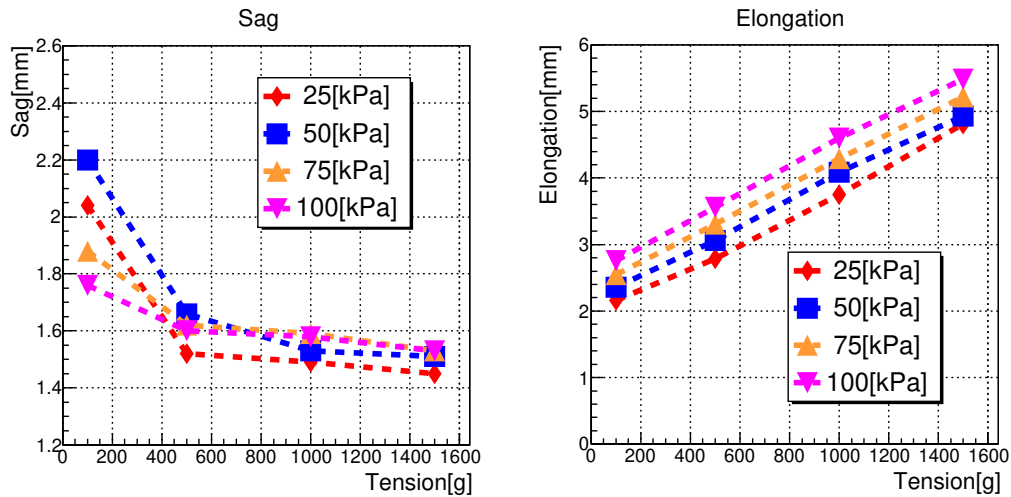 Sag
Sag[mm]
2.6
2.4
2.2
2
1.8
1.6
1.4
1.2
0 200 400 600 800 1000 1200 1400 1600
Tension[g]
25[kPa]
50[kPa]
75[kPa]
100[kPa]
Elongation
Elongation[mm]
6
5
4
3
2
1
0
0 200 400 600 800 1000 1200 1400 1600
Tension[g]
25[kPa]
50[kPa]
75[kPa]
100[kPa]